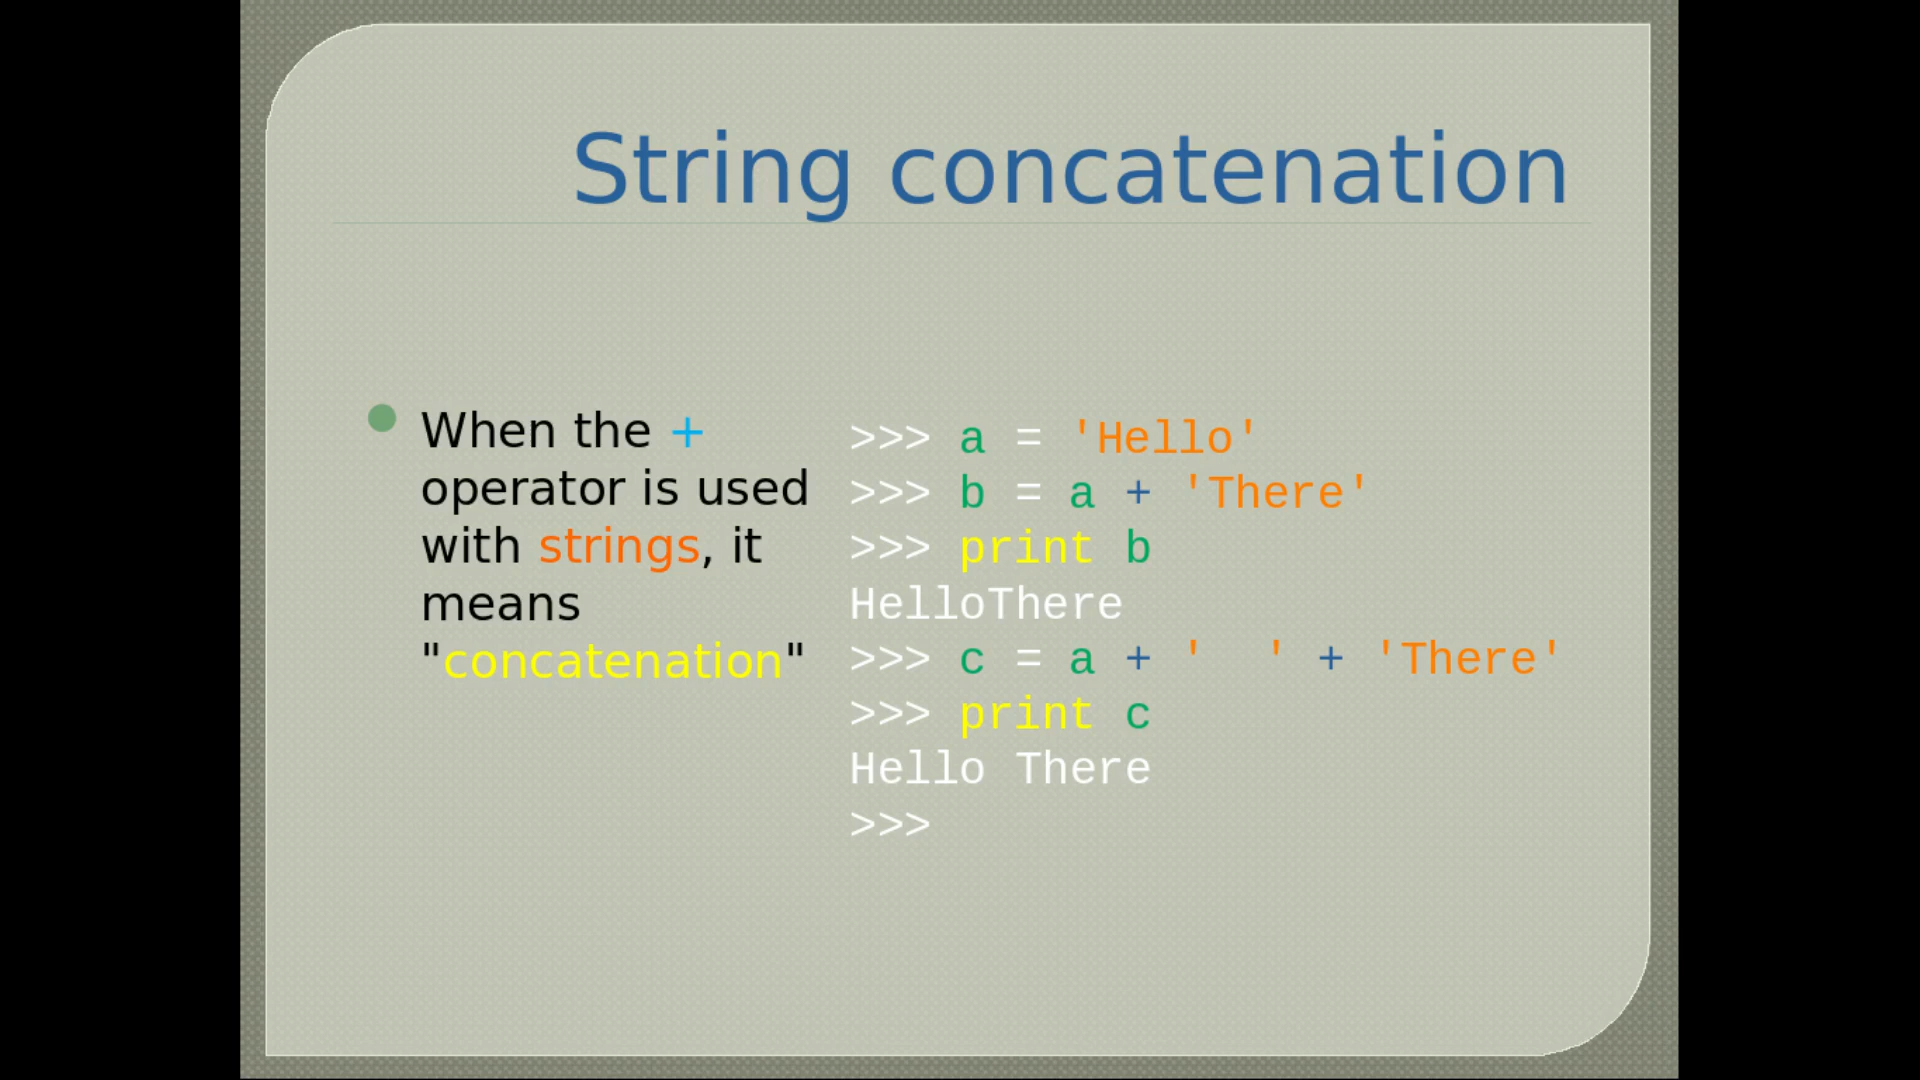 String concatenation
When the +
operator is used
with strings, it
means
"concatenation"
>>> a = 'Hello'
>>> b = a + 'There'
>>> print b
HelloThere
>>> c = a + '  ' + 'There'
>>> print c
Hello There
>>>